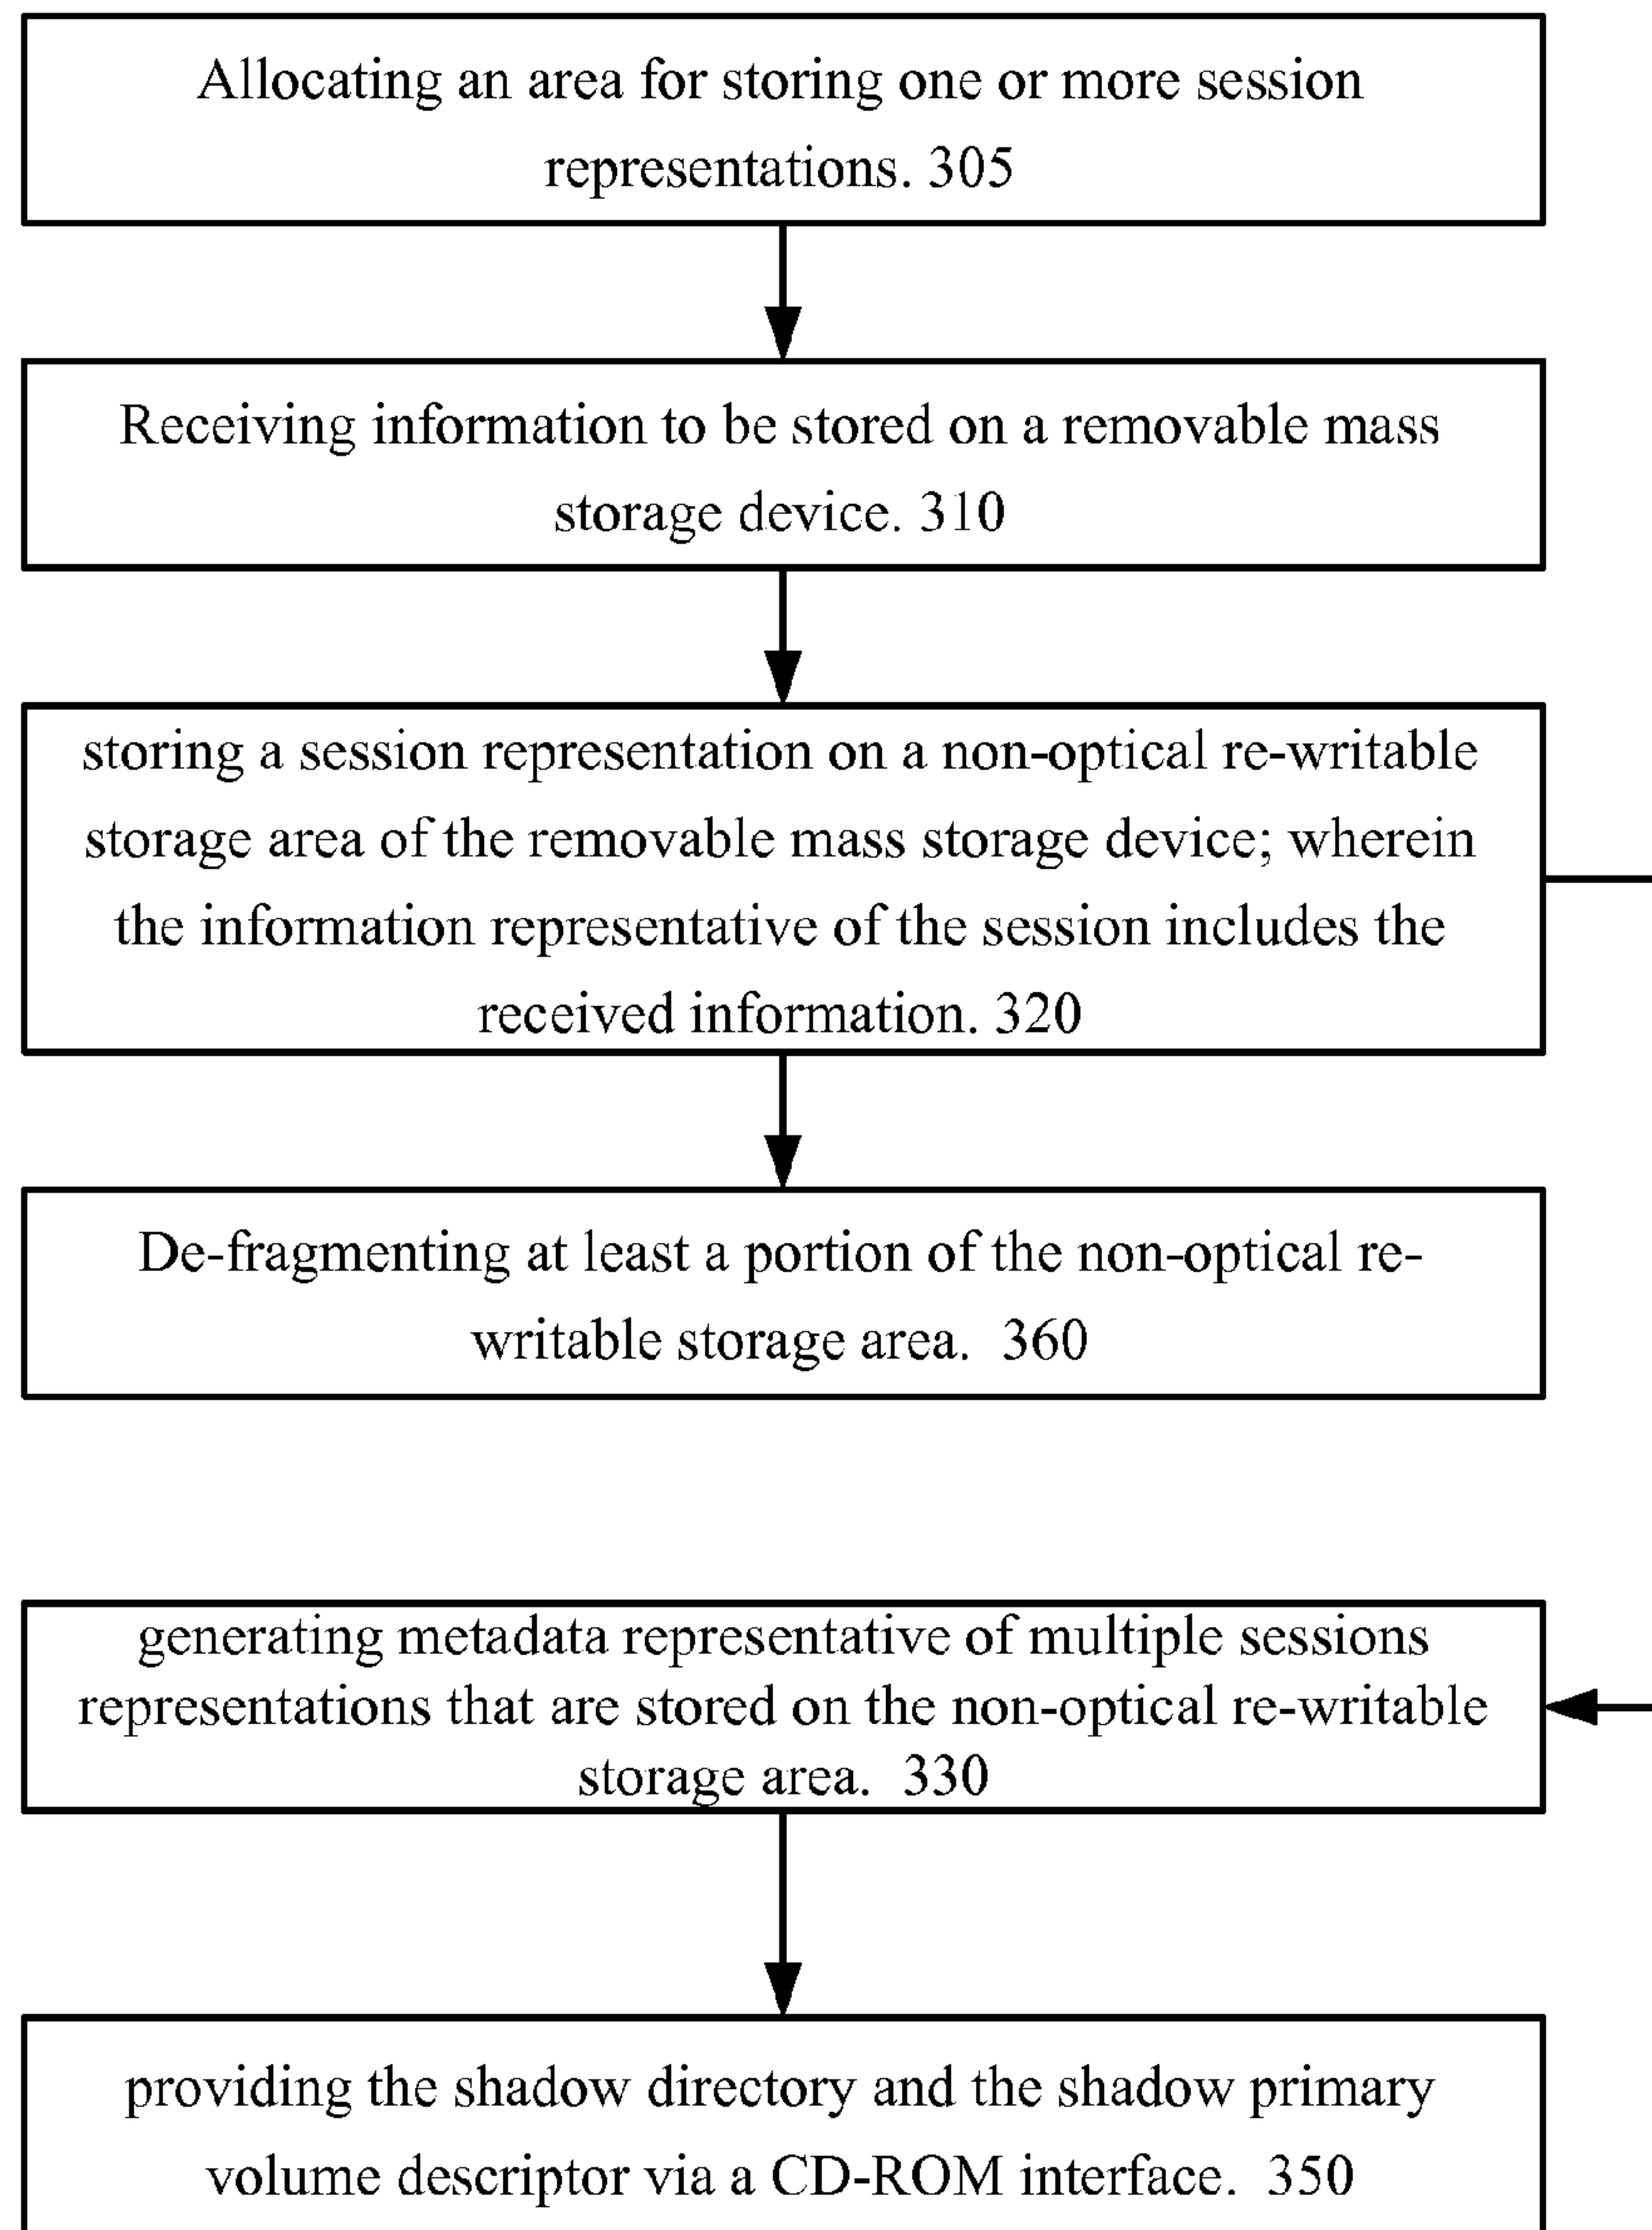 Allocating an area for storing one or more session
representations. 305
Receiving information to be stored on a removable mass
storage device. 310
storing a session representation on a non-optical re-writable
storage area of the removable mass storage device; wherein
the information representative of the session includes the
received information. 320
De-fragmenting at least a portion of the non-optical re-
writable storage area. 360
generating metadata representative of multiple sessions
representations that are stored on the non-optical re-writable
storage area. 330
providing the shadow directory and the shadow primary
volume descriptor via a CD-ROM interface. 350